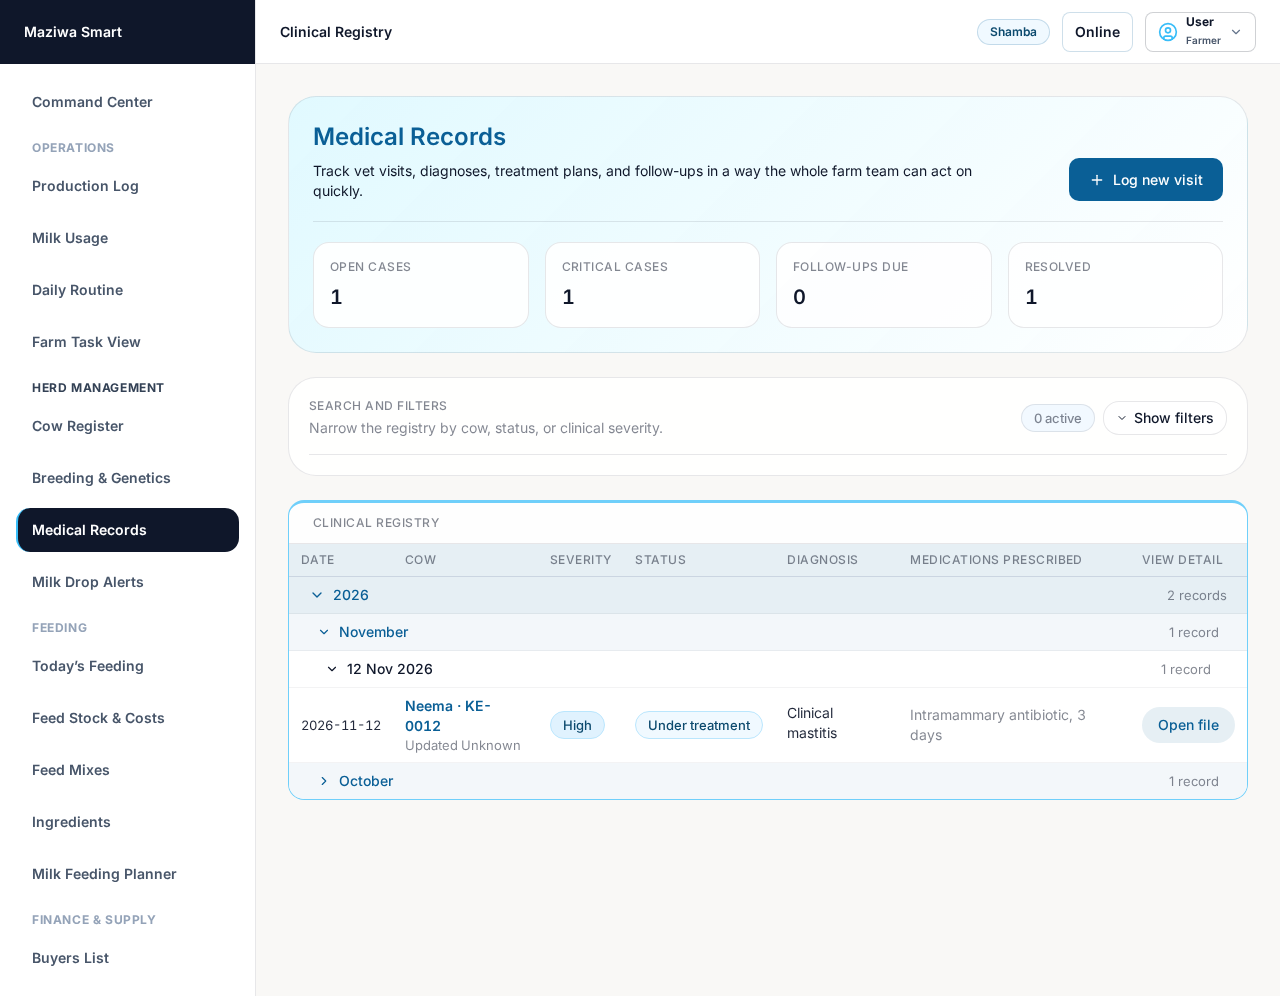 Maziwa Smart
Clinical Registry
Shamba
Online
User
Farmer
Command Center
OPERATIONS
Production Log
Milk Usage
Daily Routine
Farm Task View
HERD MANAGEMENT
Cow Register
Breeding & Genetics
Medical Records
Milk Drop Alerts
FEEDING
Today’s Feeding
Feed Stock & Costs
Feed Mixes
Ingredients
Milk Feeding Planner
FINANCE & SUPPLY
Buyers List
Medical Records
Track vet visits, diagnoses, treatment plans, and follow-ups in a way the whole farm team can act on
quickly.
Log new visit
OPEN CASES
1
CRITICAL CASES
1
FOLLOW-UPS DUE
0
RESOLVED
1
SEARCH AND FILTERS
Narrow the registry by cow, status, or clinical severity.
0 active
Show filters
CLINICAL REGISTRY
DATE COW SEVERITY STATUS DIAGNOSIS MEDICATIONS PRESCRIBED VIEW DETAIL
2026 2 records
November 1 record
12 Nov 2026 1 record
2026-11-12
Neema · KE-
0012
Updated Unknown
High
Under treatment
Clinical
mastitis
Intramammary antibiotic, 3
days
Open file
October 1 record